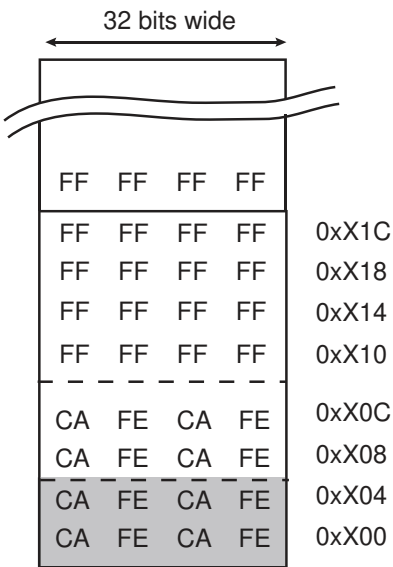 32 bits wide
FF FF FF FF
FF FF FF FF 0xX1C
FF FF FF FF 0xX18
FF FF FF FF 0xX14
FF FF FF FF 0xX10
CA FE CA FE 0xX0C
CA FE CA FE 0xX08
CA FE CA FE 0xX04
CA FE CA FE 0xX00